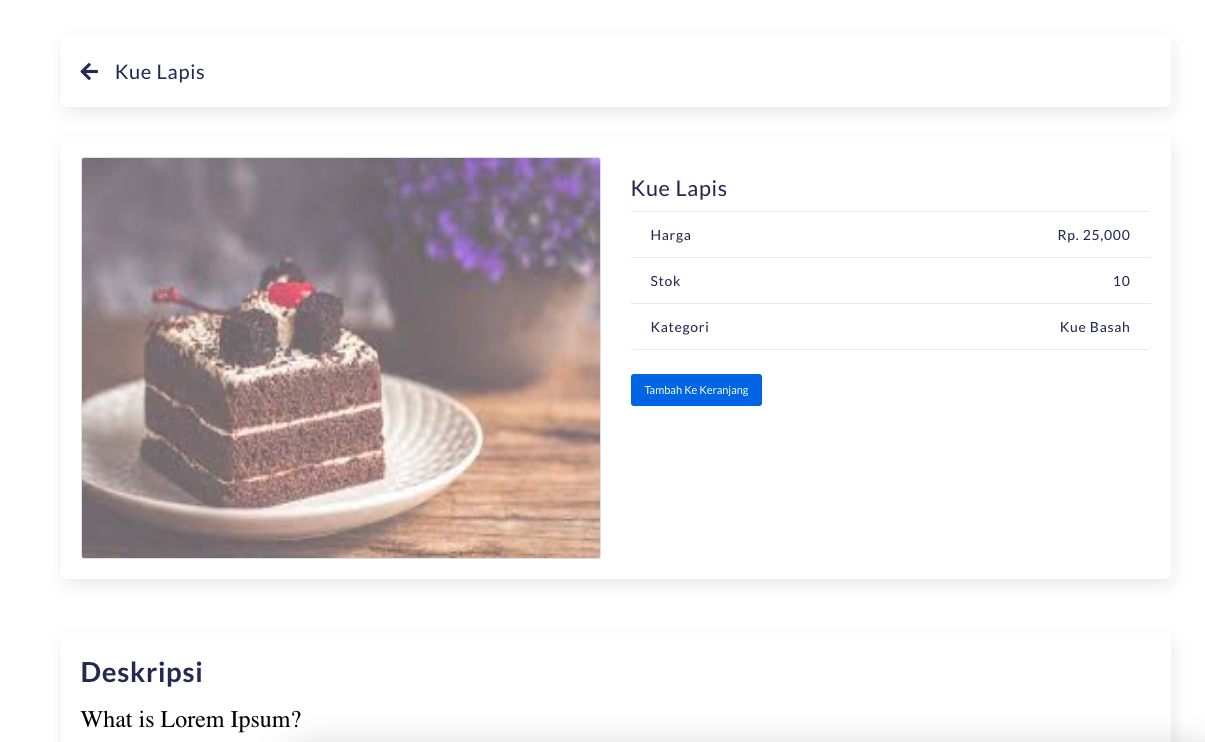 Kue Lapis
Kue Lapis
Harga Rp. 25,000
Stok 10
Kategori Kue Basah
Tambah Ke Keranjang
Deskripsi
What is Lorem Ipsum?